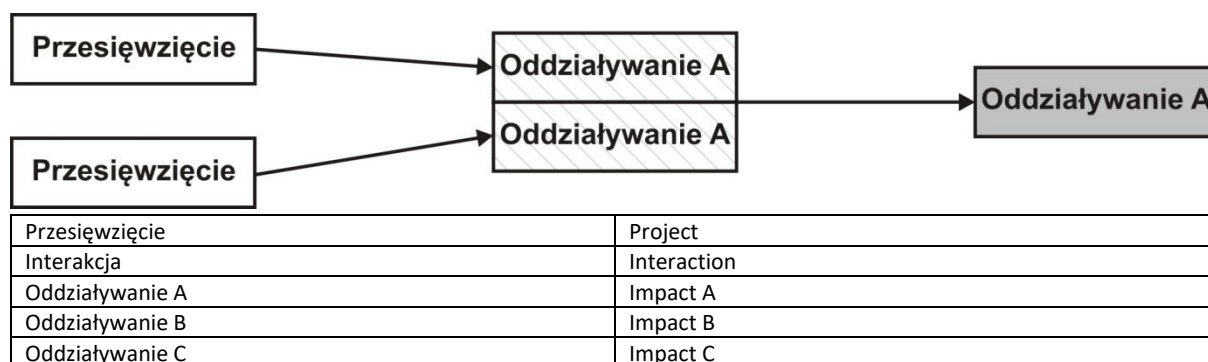 Przesięwzięcie
Oddziaływanie A
Oddziaływanie A
Oddziaływanie A
Przesięwzięcie
Przesięwzięcie Project
Interakcja Interaction
Oddziaływanie A Impact A
Oddziaływanie B Impact B
Oddziaływanie C Impact C